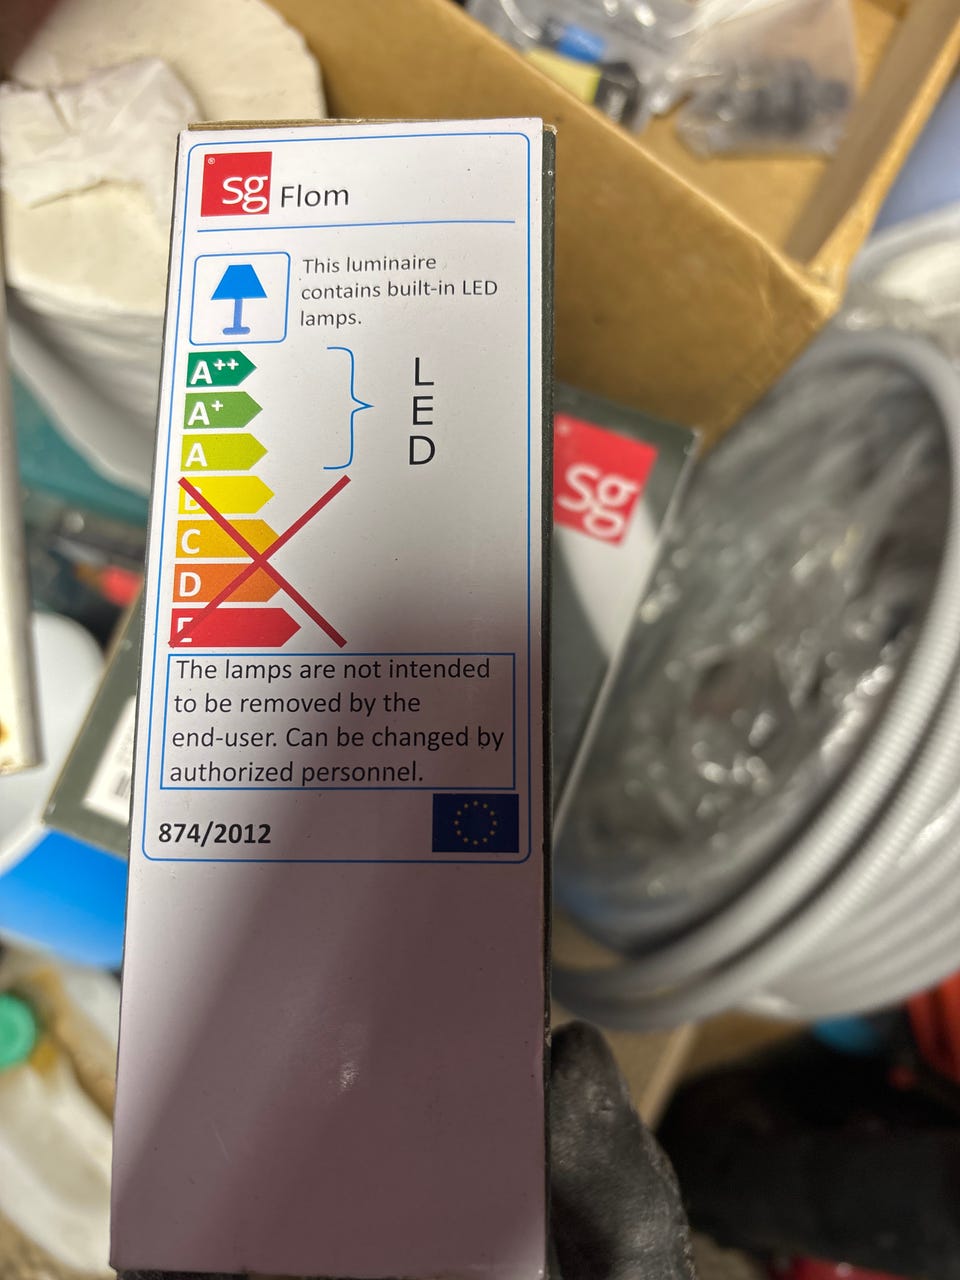 sg Flom
This luminaire
contains built-in LED
lamps.
A++
A+
A
L
E
D
C
D
The lamps are not intended
to be removed by the
end-user. Can be changed by
authorized personnel.
874/2012
sg